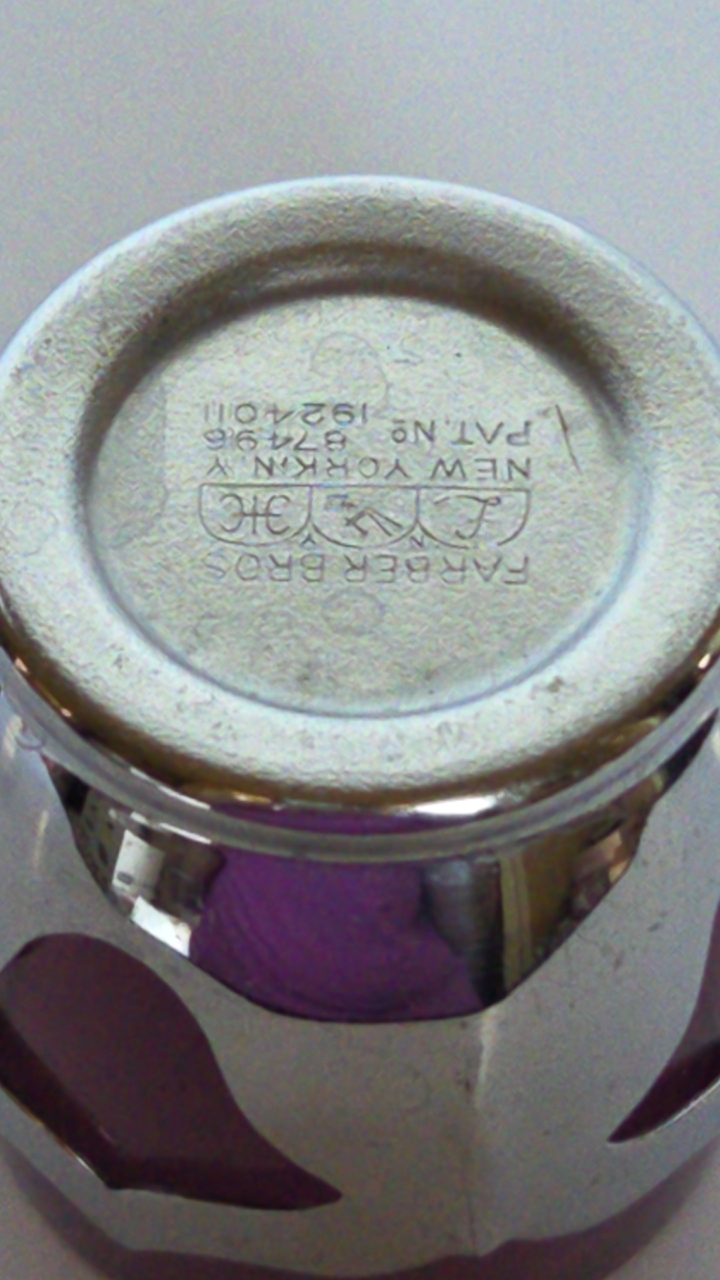 FARBER BROS
N Y
NEW YORK,N.Y
PAT.Nº 87496
1924011